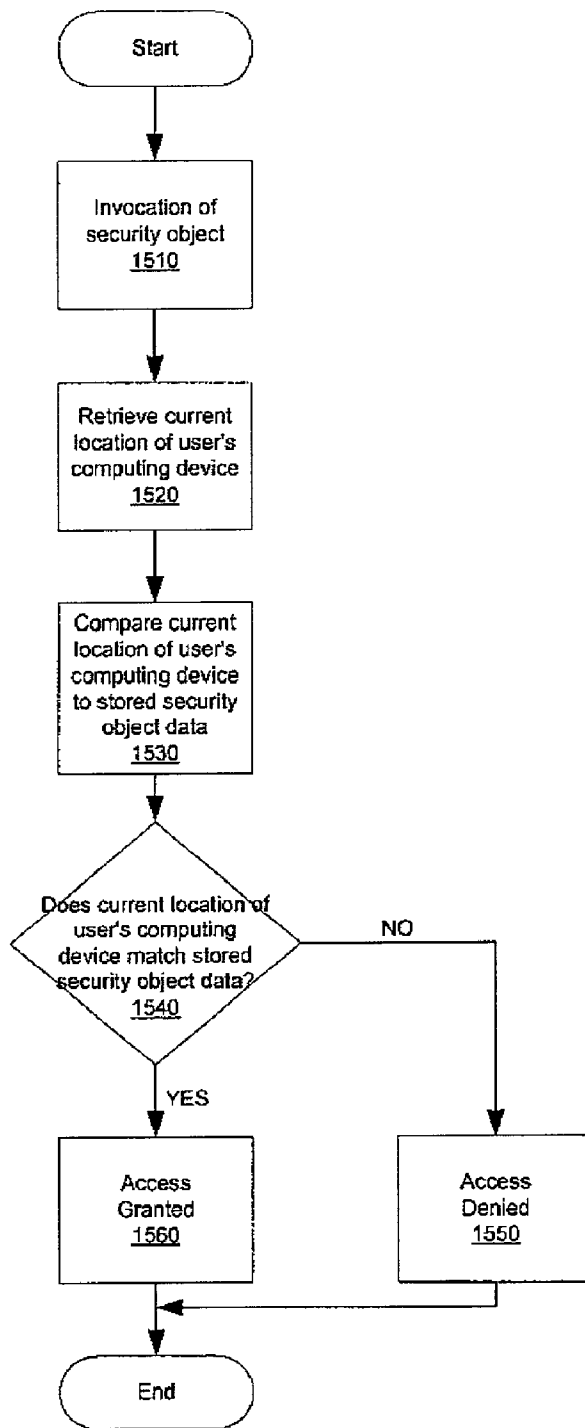 Start
Invocation of
security object
1510
Retrieve current
location of user's
computing device
1520
Compare current
location of user's
computing device
to stored security
object data
1530
Does current location of
user's computing
device match stored
security object data?
1540
NO
YES
Access
Granted
1560
Access
Denied
1550
End